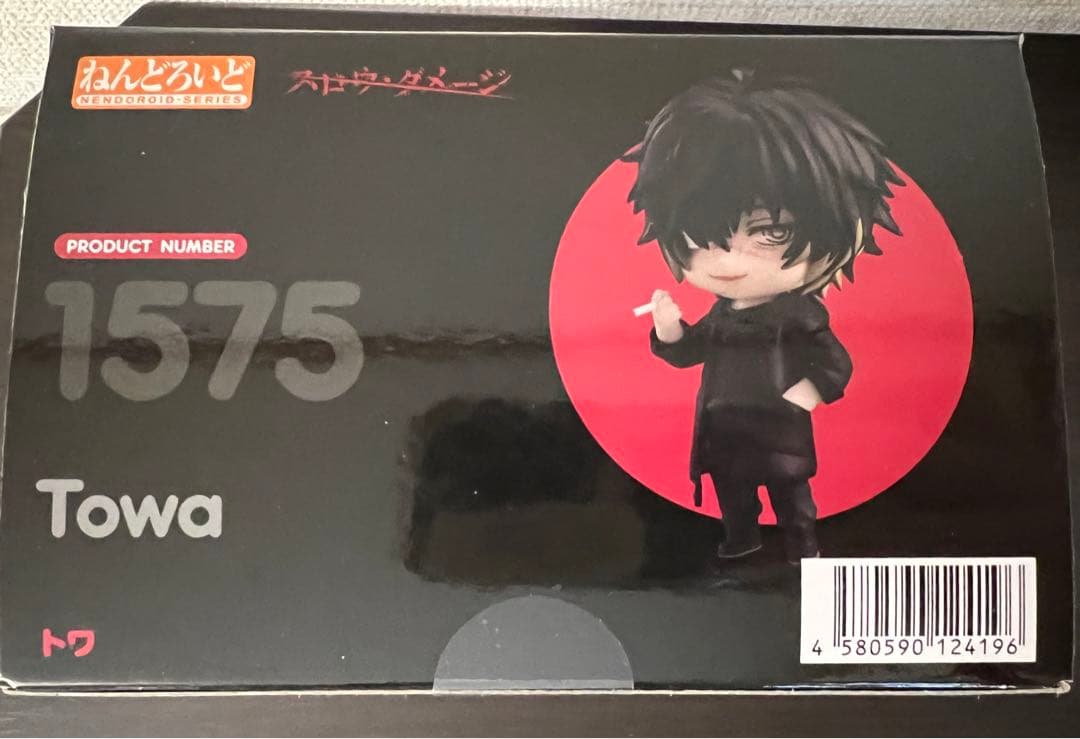 ねんどろいど
NENDOROID-SERIES
スロウ・ダメージ
PRODUCT NUMBER
1575
Towa
トワ
4 580590 124196